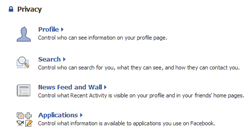 Privacy
Profile
Control who can see information on your profile page.
Search
Control who can search for you, what they can see, and how they can contact you.
News Feed and Wall
Control what Recent Activity is visible on your profile and in your friends' home pages.
Applications
Control what information is available to applications you use on Facebook.